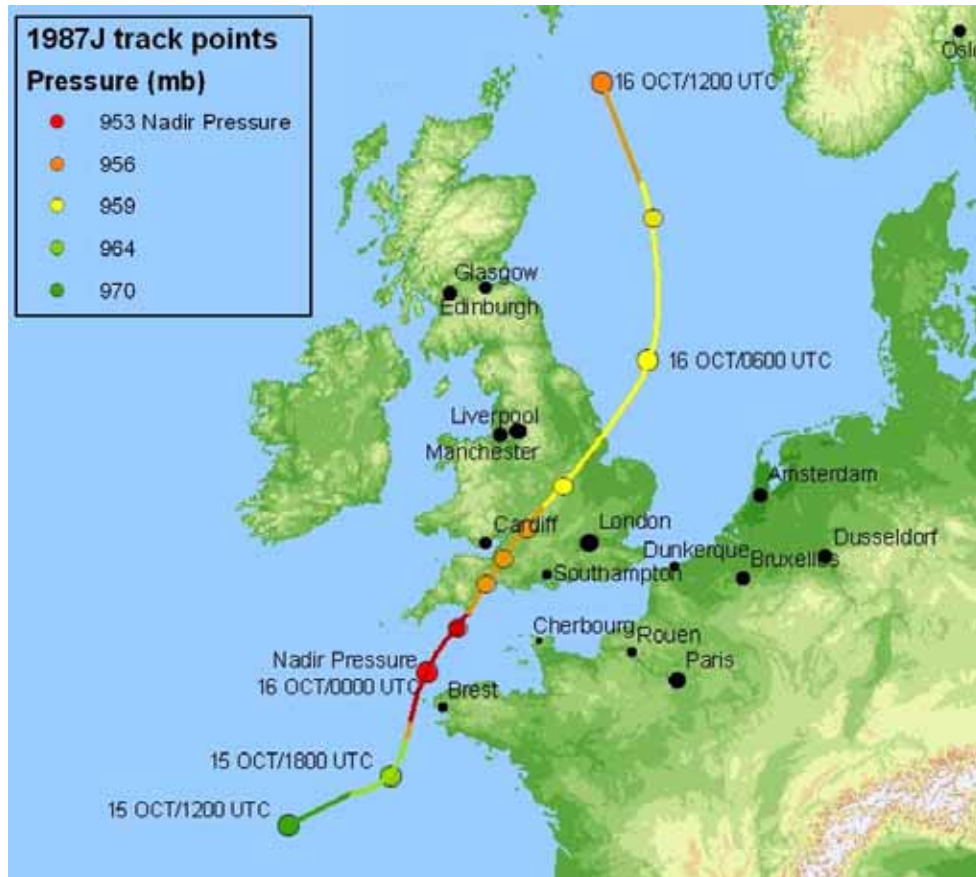 1987J track points
Pressure (mb)
953 Nadir Pressure
956
959
964
970
16 OCT/1200 UTC
Glasgow
Edinburgh
16 OCT/0600 UTC
Liverpool
Manchester
Amsterdam
Cardiff
London
Dunkerque
Dusseldorf
Bruxelles
Southampton
Cherbourg
Rouen
Nadir Pressure
16 OCT/0000 UTC
Paris
Brest
15 OCT/1800 UTC
15 OCT/1200 UTC